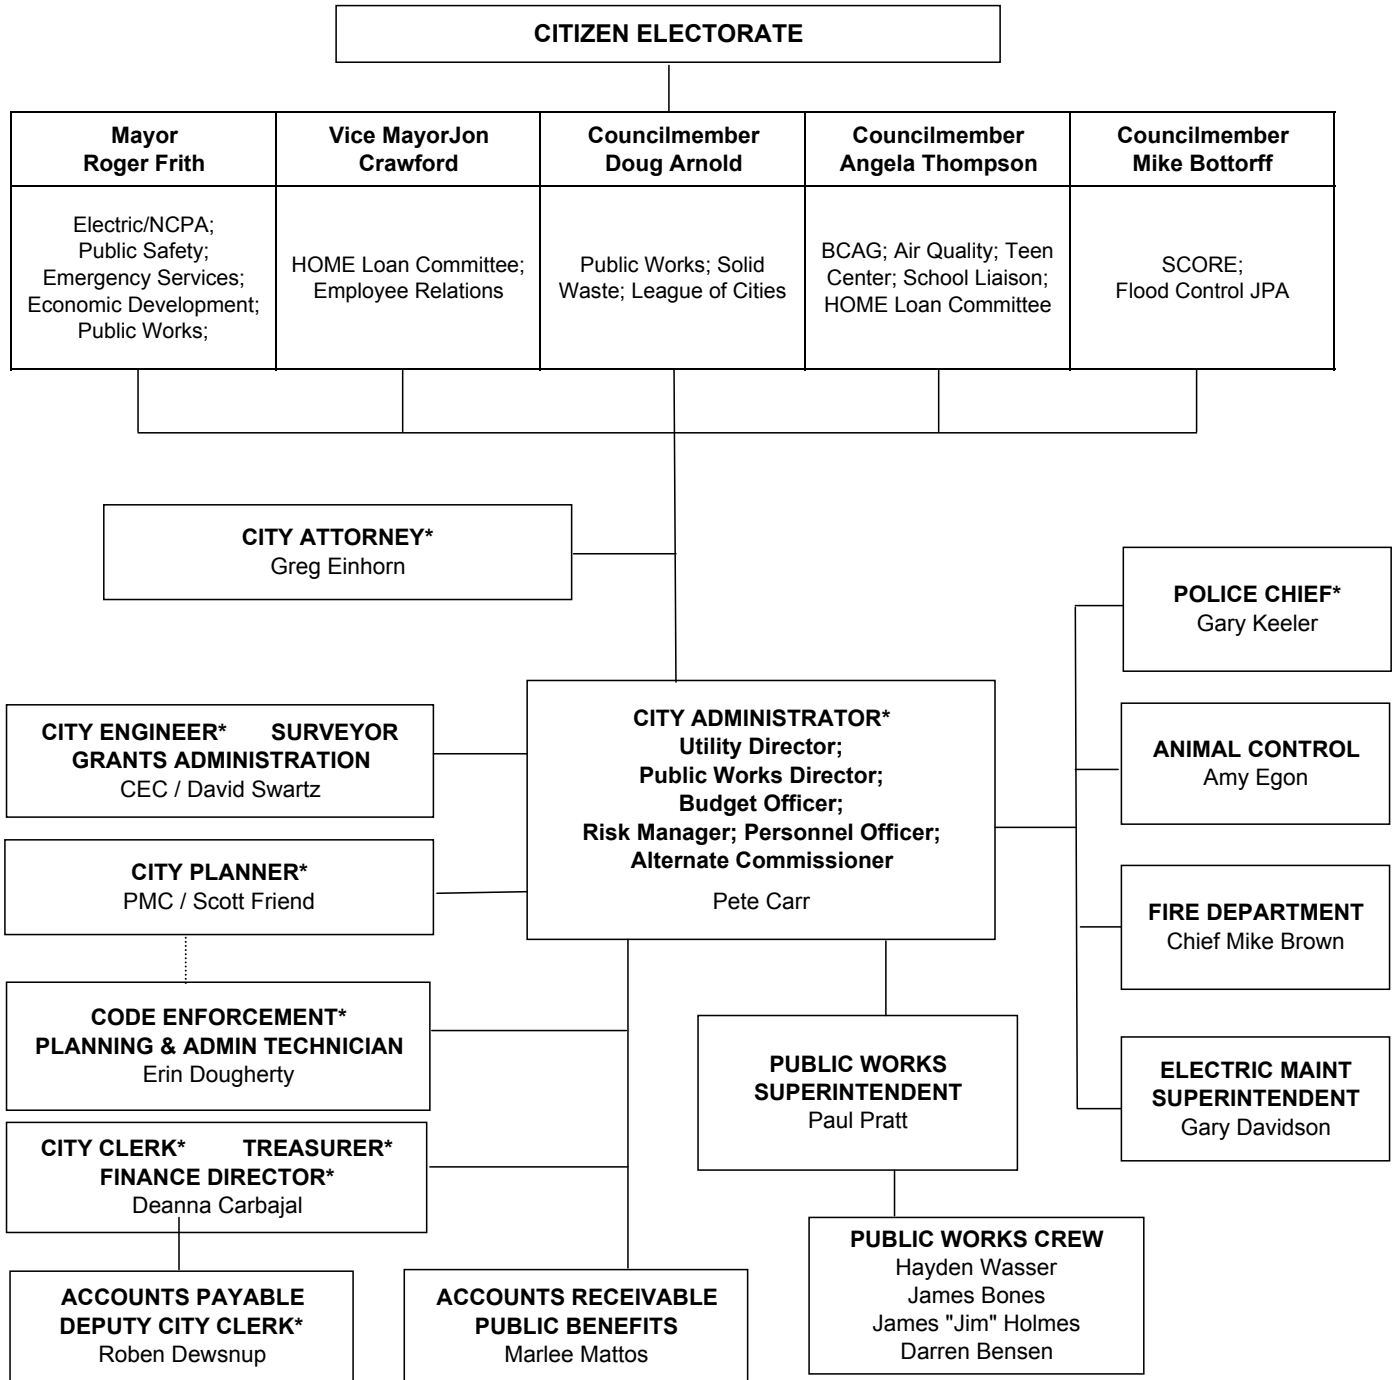 CITIZEN ELECTORATE
Mayor
Roger Frith
Vice MayorJon
Crawford
Councilmember
Doug Arnold
Councilmember
Angela Thompson
Councilmember
Mike Bottorff
Electric/NCPA;
Public Safety;
Emergency Services;
Economic Development;
Public Works;
HOME Loan Committee;
Employee Relations
Public Works; Solid
Waste; League of Cities
BCAG; Air Quality; Teen
Center; School Liaison;
HOME Loan Committee
SCORE;
Flood Control JPA
CITY ATTORNEY*
Greg Einhorn
POLICE CHIEF*
Gary Keeler
CITY ENGINEER* SURVEYOR
GRANTS ADMINISTRATION
CEC / David Swartz
CITY ADMINISTRATOR*
Utility Director;
Public Works Director;
Budget Officer;
Risk Manager; Personnel Officer;
Alternate Commissioner
Pete Carr
ANIMAL CONTROL
Amy Egon
CITY PLANNER*
PMC / Scott Friend
FIRE DEPARTMENT
Chief Mike Brown
CODE ENFORCEMENT*
PLANNING & ADMIN TECHNICIAN
Erin Dougherty
PUBLIC WORKS
SUPERINTENDENT
Paul Pratt
ELECTRIC MAINT
SUPERINTENDENT
Gary Davidson
CITY CLERK* TREASURER*
FINANCE DIRECTOR*
Deanna Carbajal
PUBLIC WORKS CREW
Hayden Wasser
James Bones
James "Jim" Holmes
Darren Bensen
ACCOUNTS PAYABLE
DEPUTY CITY CLERK*
Roben Dewsnup
ACCOUNTS RECEIVABLE
PUBLIC BENEFITS
Marlee Mattos